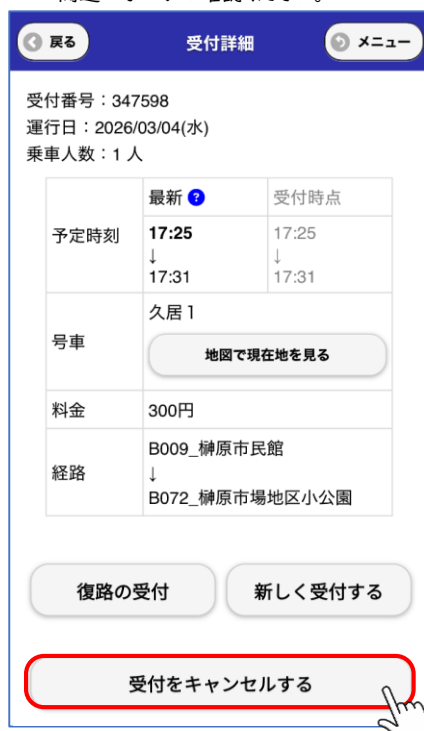 戻る 受付詳細 メニュー
受付番号：347598
運行日：2026/03/04(水)
乗車人数：1 人
最新 ? 受付時点
予定時刻 17:25 17:25
↓ ↓
17:31 17:31
久居 1
号車
地図で現在地を見る
料金 300円
B009_榊原市民館
経路 ↓
B072_榊原市場地区小公園
復路の受付 新しく受付する
受付をキャンセルする